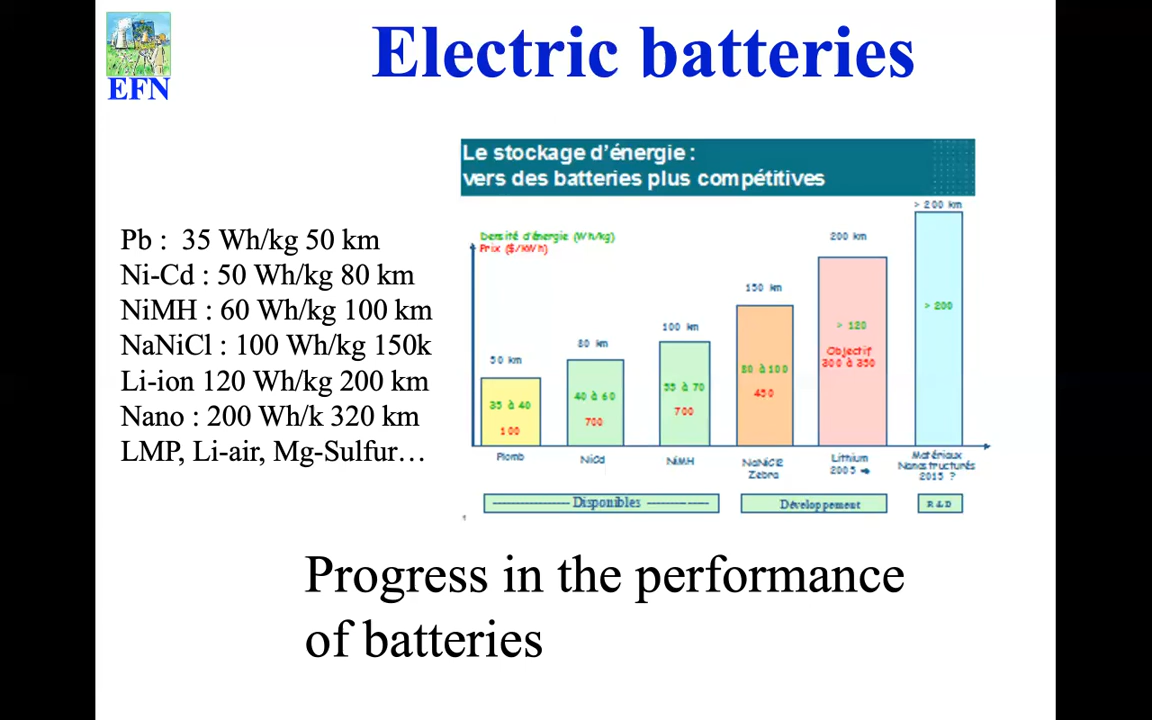 EFN
Electric batteries
Pb : 35 Wh/kg 50 km
Ni-Cd : 50 Wh/kg 80 km
NiMH : 60 Wh/kg 100 km
NaNiCl : 100 Wh/kg 150k
Li-ion 120 Wh/kg 200 km
Nano : 200 Wh/k 320 km
LMP, Li-air, Mg-Sulfur…
Le stockage d'énergie :
vers des batteries plus compétitives
Densité d'énergie (Wh/kg)
Prix ($/kWh)
50 km
35 à 40
100
Plomb
80 km
40 à 60
700
NiCd
100 km
55 à 70
700
NiMH
150 km
80 à 100
450
NaNiCl2
Zebra
200 km
> 120
Objectif
300 à 350
Lithium
2005 →
> 200 km
> 200
Matériaux
Nanostructurés
2015 ?
Disponibles
Développement
R&D
Progress in the performance
of batteries